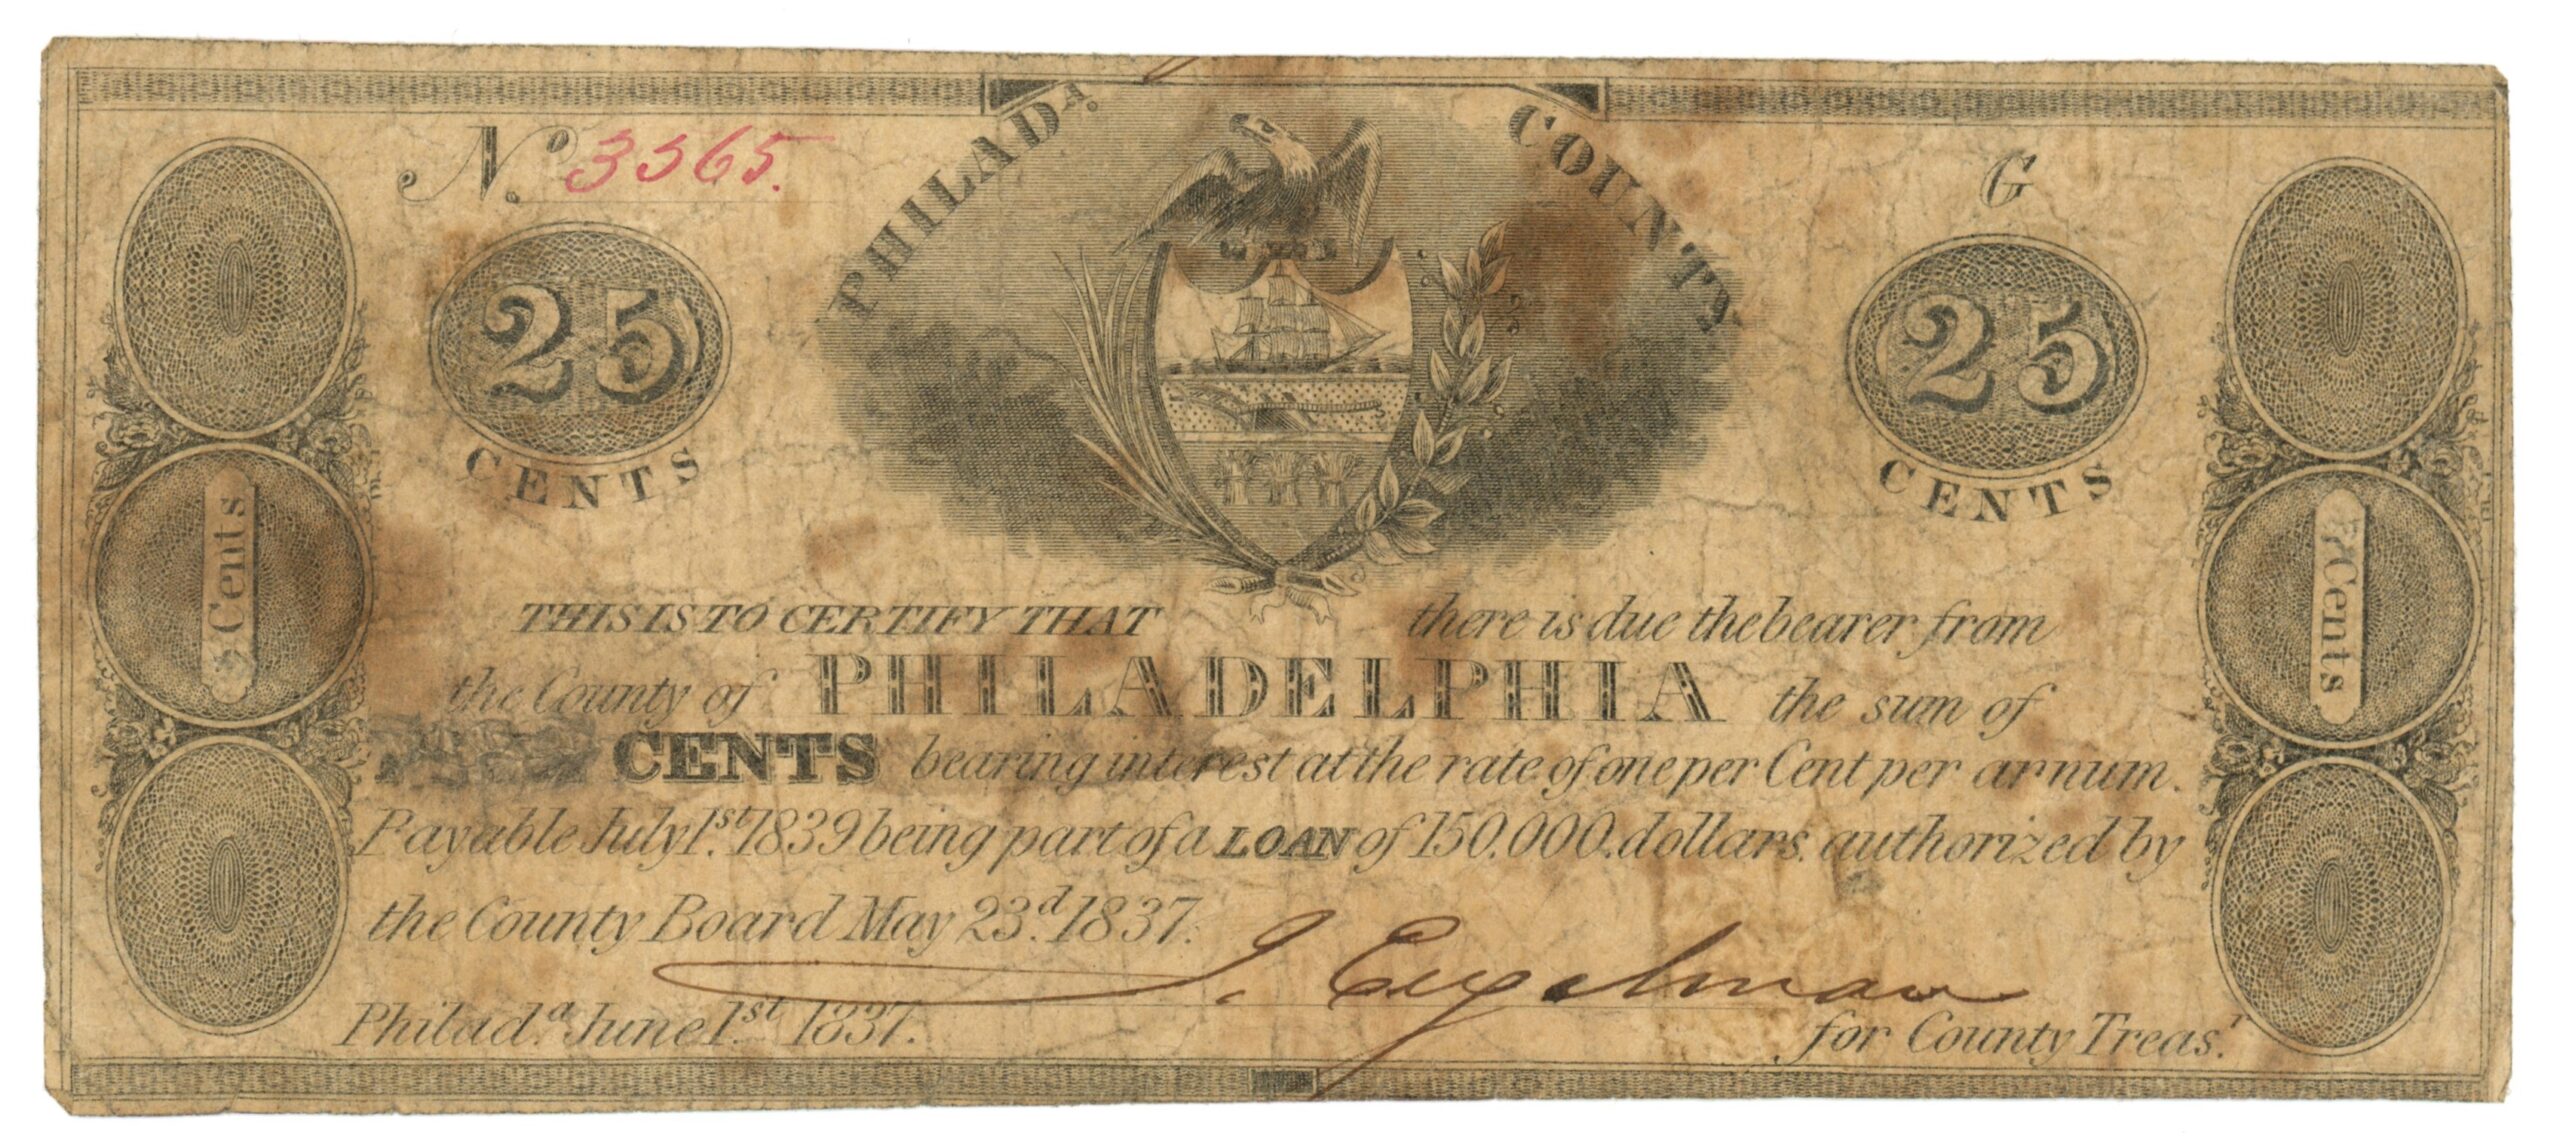 PHILADᴬ. COUNTY
Nº. 3365.
G
25
CENTS
25
CENTS
Cents
Cents
THIS IS TO CERTIFY THAT there is due the bearer from
the County of PHILADELPHIA the sum of
CENTS bearing interest at the rate of one per Cent per annum.
Payable July 1st. 1839 being part of a LOAN of 150.000. dollars. authorized by
the County Board May 23d. 1837.
J. Engelman
Philada. June 1st 1837.
for County Treasr.